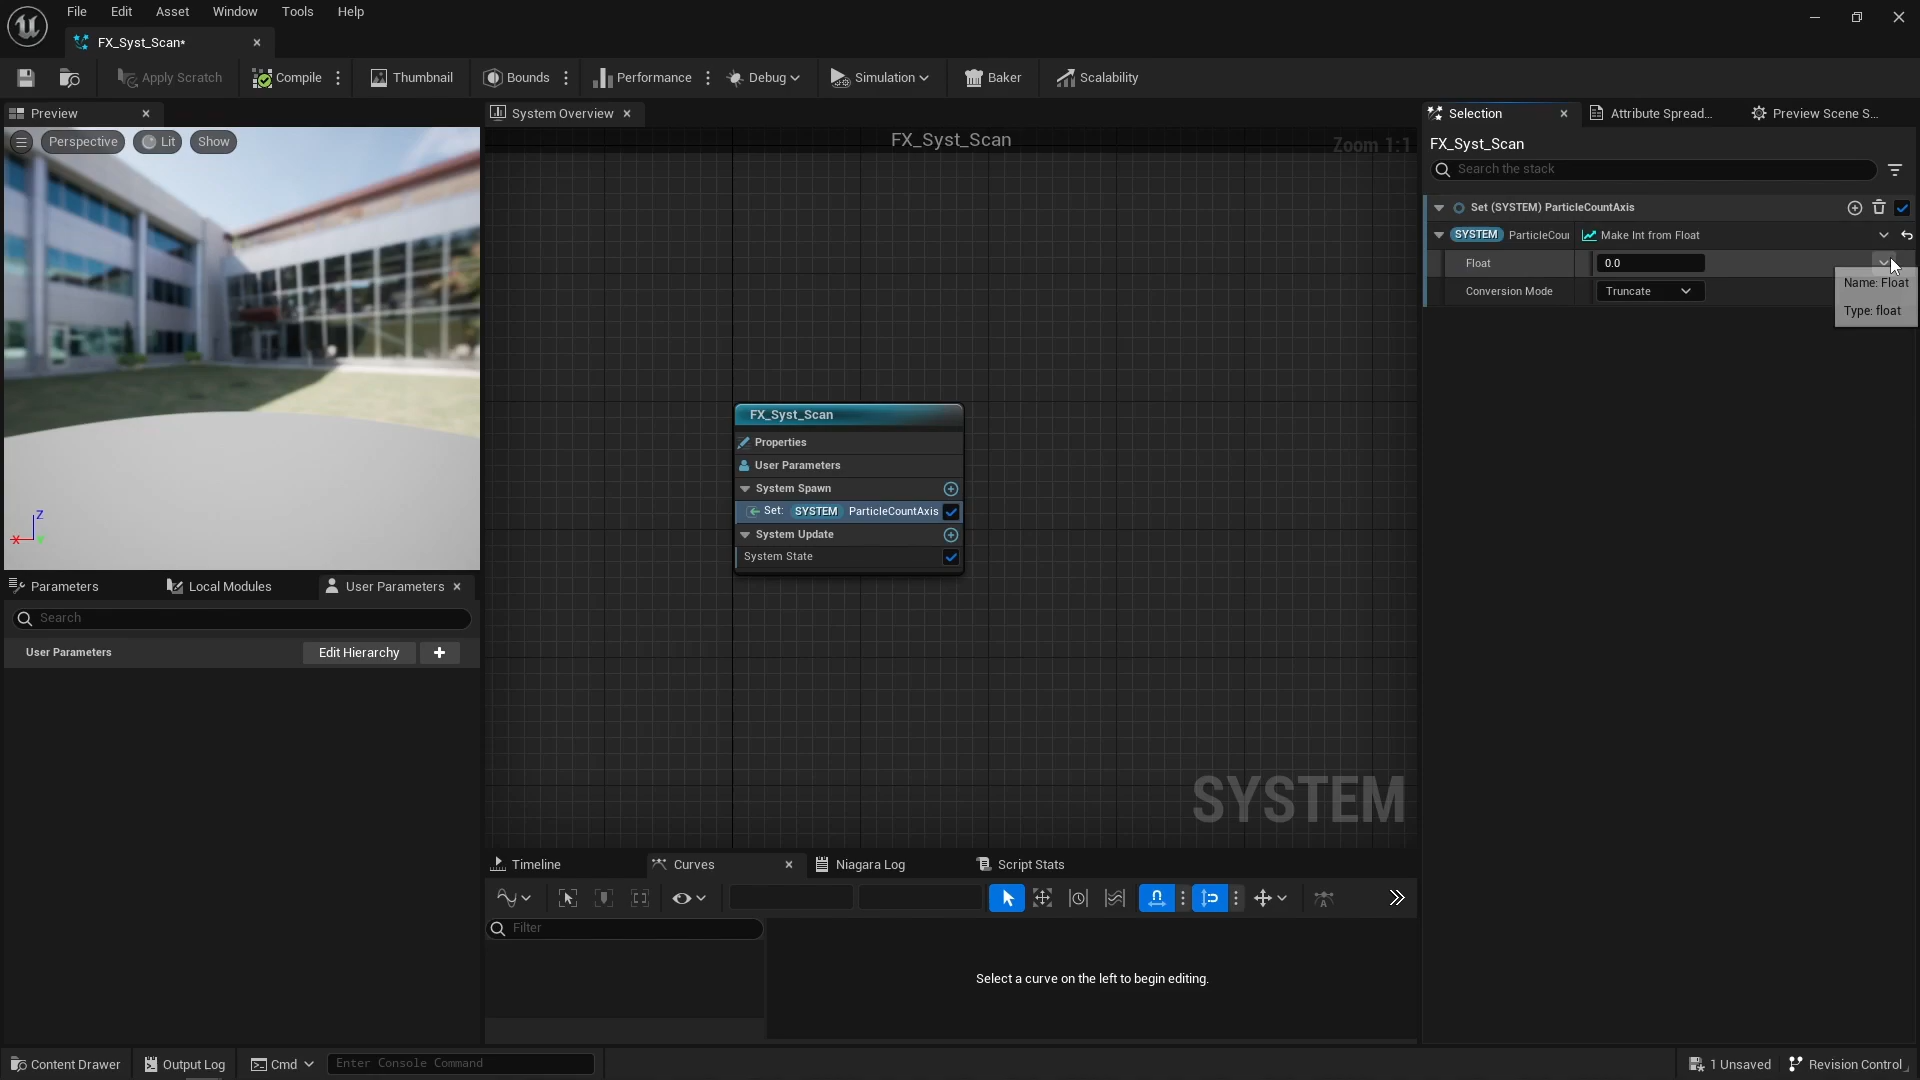 File Edit Asset Window Tools Help
FX_Syst_Scan*
Apply Scratch Compile Thumbnail Bounds Performance Debug Simulation Baker Scalability
Preview
System Overview
Selection
Attribute Spread...
Preview Scene S...
Perspective Lit Show
FX_Syst_Scan
Zoom 1:1
FX_Syst_Scan
Search the stack
Set (SYSTEM) ParticleCountAxis
SYSTEM ParticleCou
Make Int from Float
Float 0.0
Conversion Mode Truncate
Name: Float
Type: float
FX_Syst_Scan
Properties
User Parameters
System Spawn
Set: SYSTEM ParticleCountAxis
System Update
System State
Z
X
Y
SYSTEM
Parameters
Local Modules
User Parameters
Search
User Parameters
Edit Hierarchy
Timeline
Curves
Niagara Log
Script Stats
Filter
Select a curve on the left to begin editing.
Content Drawer
Output Log
Cmd
Enter Console Command
1 Unsaved
Revision Control